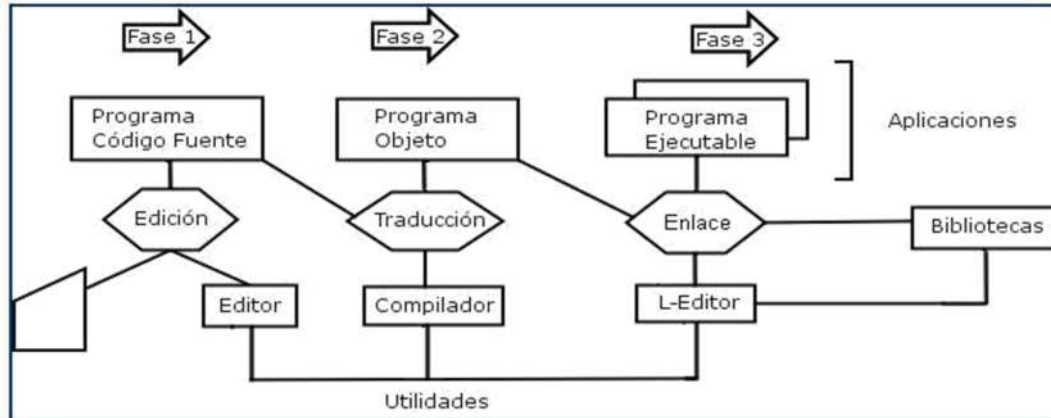 Fase 1
Fase 2
Fase 3
Programa
Código Fuente
Programa
Objeto
Programa
Ejecutable
Aplicaciones
Edición
Traducción
Enlace
Bibliotecas
Editor
Compilador
L-Editor
Utilidades